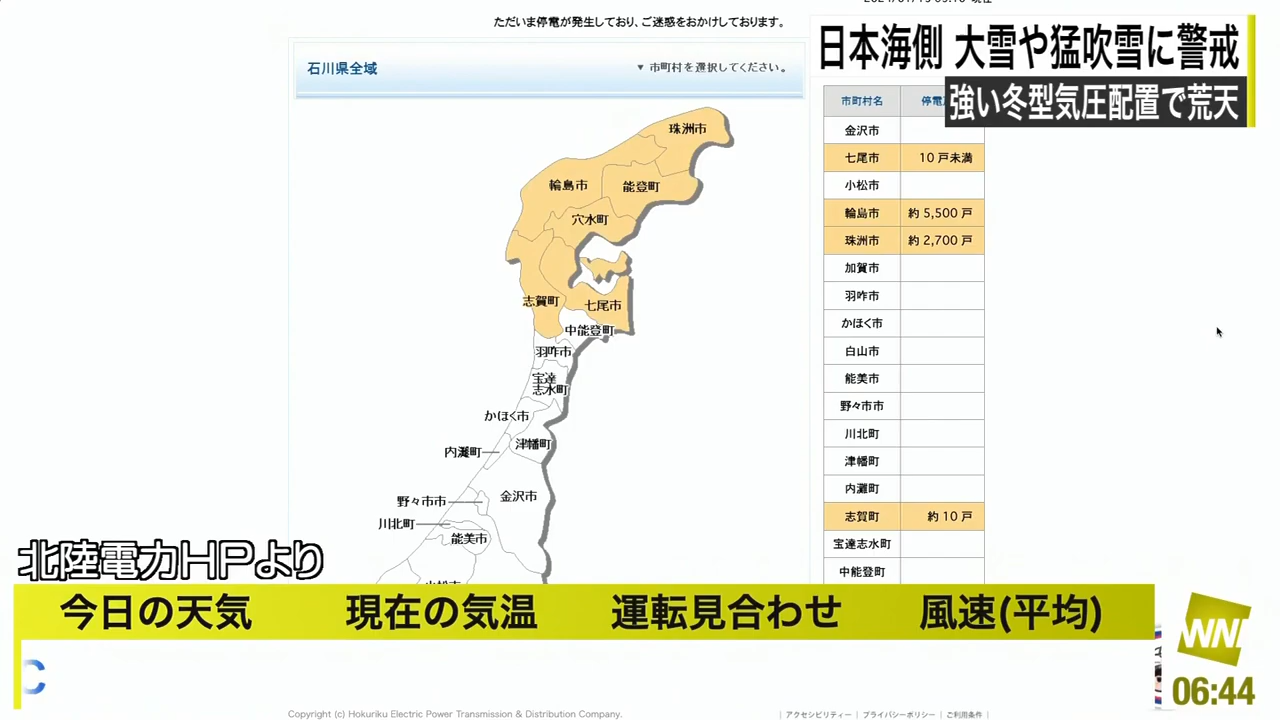 ただいま停電が発生しており、ご迷惑をおかけしております。
日本海側 大雪や猛吹雪に警戒
強い冬型気圧配置で荒天
石川県全域
▼ 市町村を選択してください。
珠洲市
輪島市
能登町
穴水町
志賀町
七尾市
中能登町
羽咋市
宝達
志水町
かほく市
津幡町
内灘町
金沢市
野々市市
川北町
能美市
市町村名 停電
金沢市
七尾市 10 戸未満
小松市
輪島市 約 5,500 戸
珠洲市 約 2,700 戸
加賀市
羽咋市
かほく市
白山市
能美市
野々市市
川北町
津幡町
内灘町
志賀町 約 10 戸
宝達志水町
中能登町
北陸電力HPより
今日の天気 現在の気温 運転見合わせ 風速(平均)
WNI
06:44
Copyright (c) Hokuriku Electric Power Transmission & Distribution Company.
| アクセシビリティー | プライバシーポリシー | ご利用条件 |